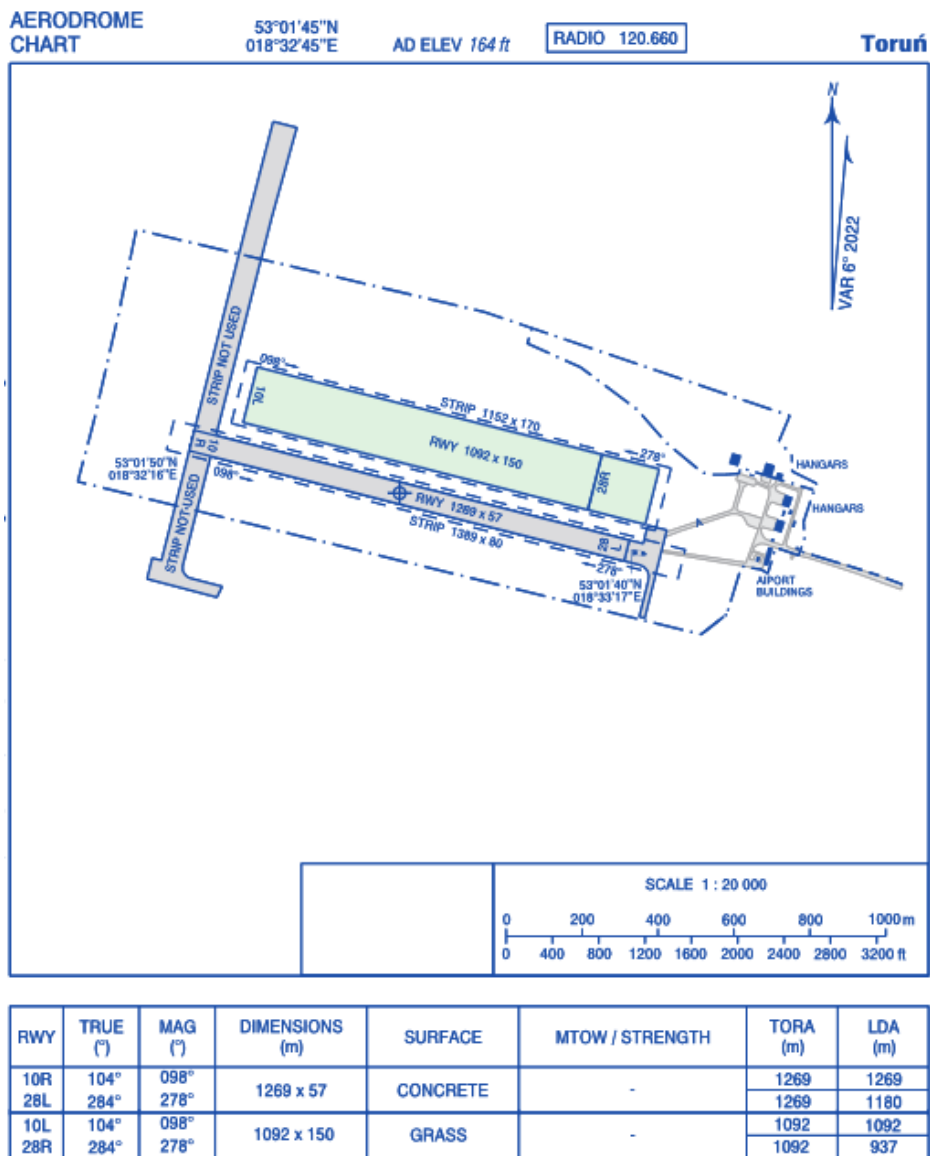 AERODROME
CHART
53°01'45"N
018°32'45"E
AD ELEV 164 ft
RADIO 120.660
Toruń
N
VAR 6° 2022
STRIP NOT USED
098°
10L
STRIP 1152 x 170
RWY 1092 x 150
278°
28R
HANGARS
HANGARS
10
R
53°01'50"N
018°32'16"E
098°
RWY 1269 x 57
STRIP 1389 x 80
A
28
L
278°
53°01'40"N
018°33'17"E
STRIP NOT USED
AIPORT
BUILDINGS
SCALE 1 : 20 000
0 200 400 600 800 1000 m
0 400 800 1200 1600 2000 2400 2800 3200 ft
RWY TRUE (°) MAG (°) DIMENSIONS (m) SURFACE MTOW / STRENGTH TORA (m) LDA (m)
10R 104° 098° 1269 x 57 CONCRETE - 1269 1269
28L 284° 278° 1269 1180
10L 104° 098° 1092 x 150 GRASS - 1092 1092
28R 284° 278° 1092 937